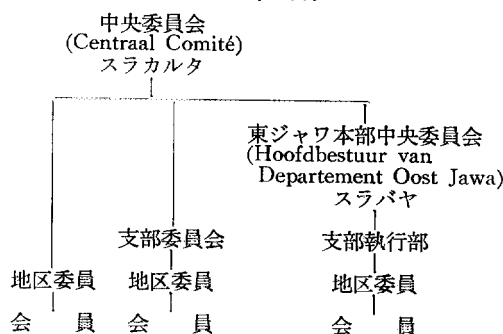 中央委員会
(Centraal Comité)
スラカルタ
東ジャワ本部中央委員会
(Hoofdbestuur van
Departement Oost Jawa)
スラバヤ
支部委員会 支部執行部
地区委員 地区委員 地区委員
会 員 会 員 会 員